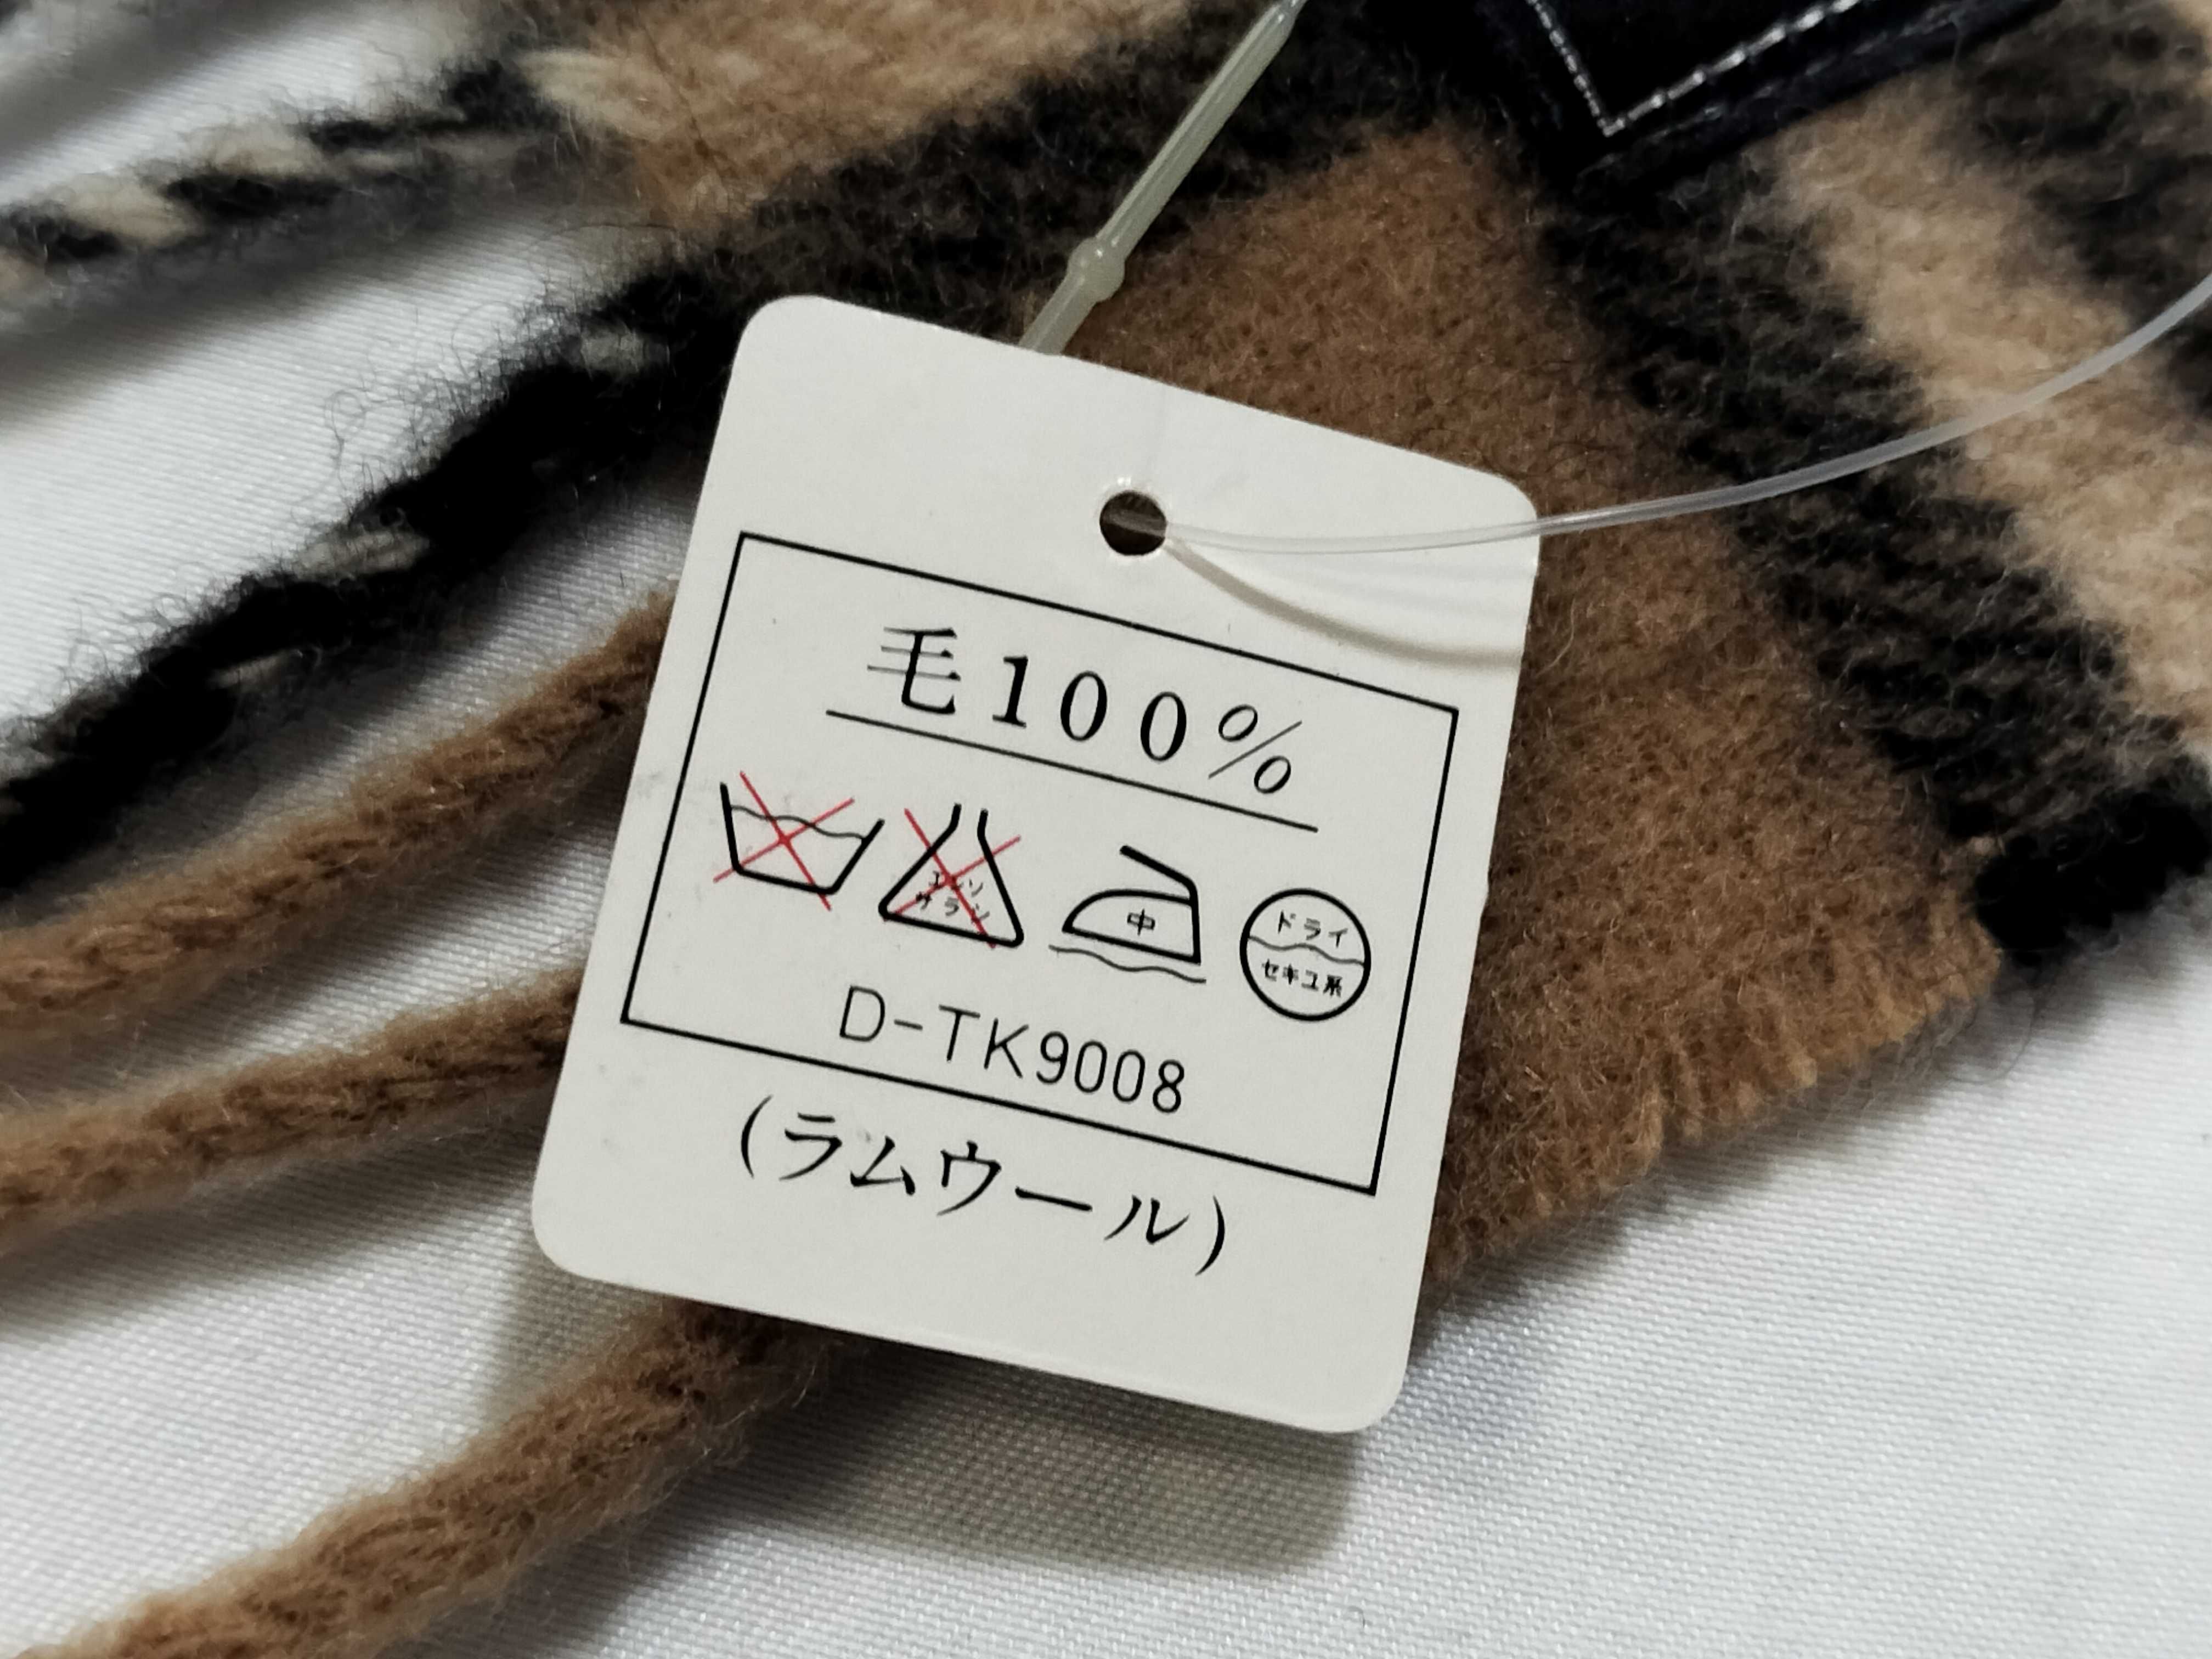 毛100%
エンソ
サラシ
中
ドライ
セキユ系
D-TK9008
(ラムウール)